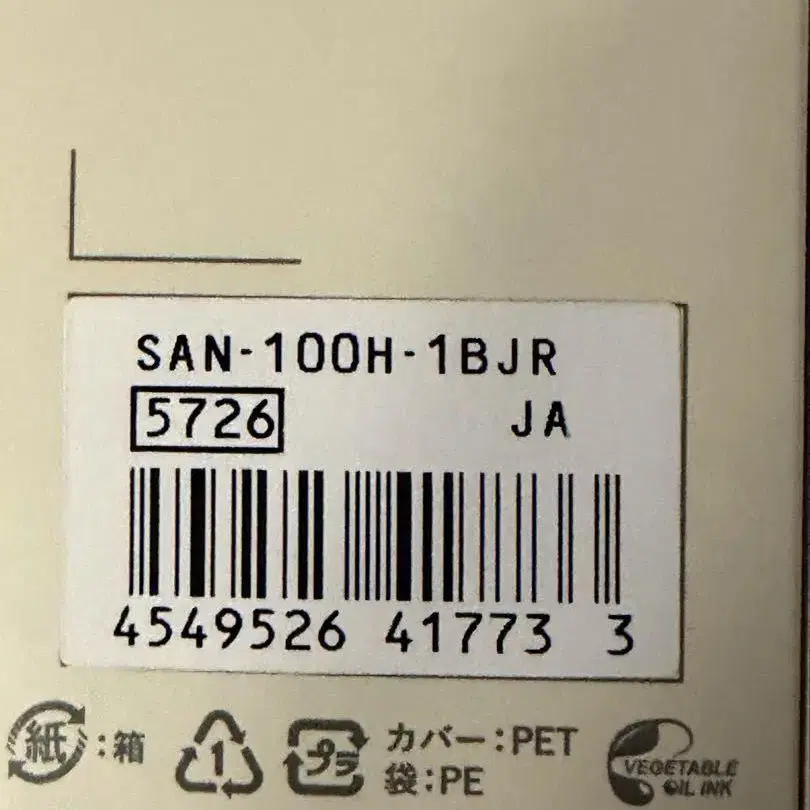 SAN-100H-1BJR
5726 JA
4549526 41773 3
紙:箱
1
プラ
カバー:PET
袋:PE
VEGETABLE
OIL INK